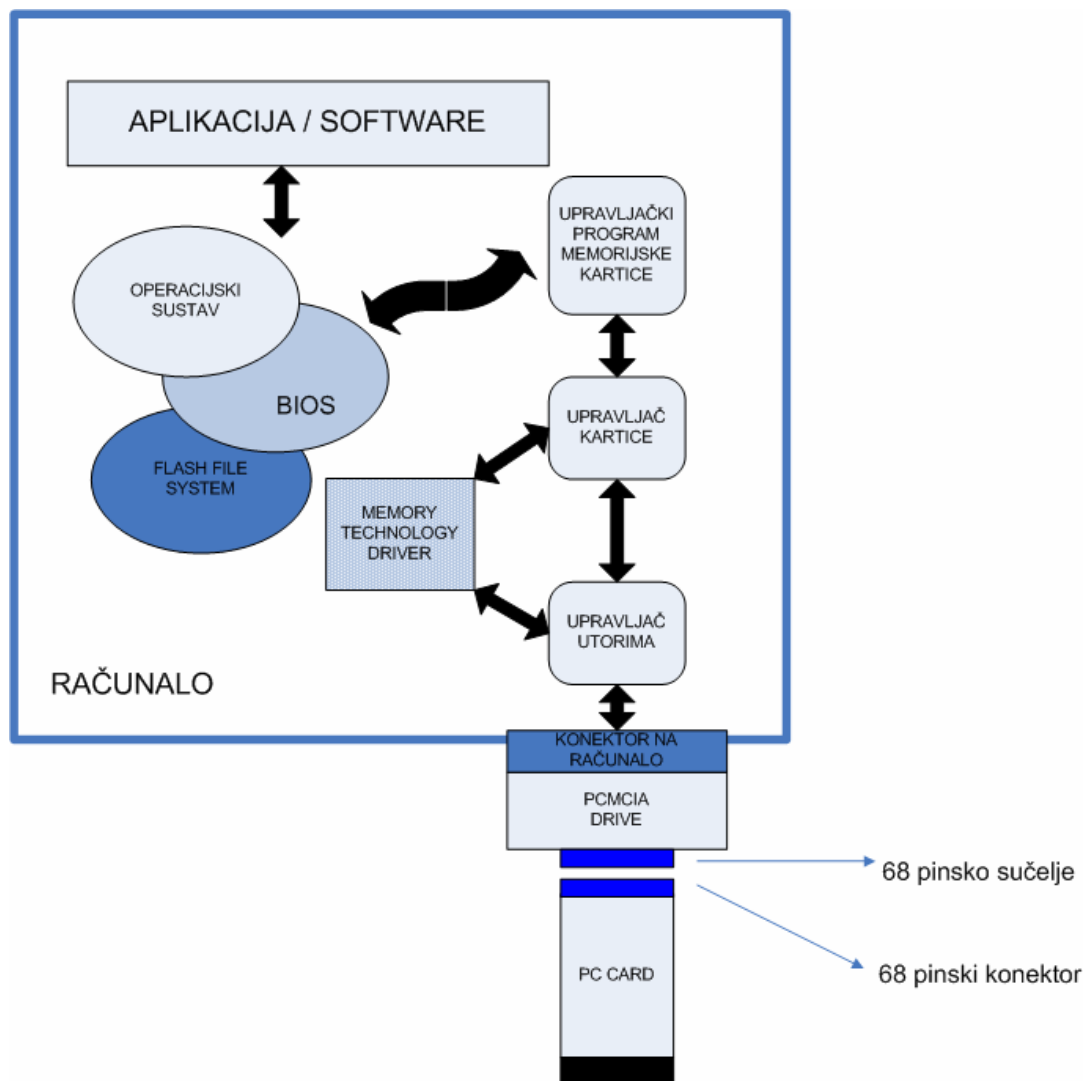 APLIKACIJA / SOFTWARE
UPRAVLJAČKI
PROGRAM
MEMORIJSKE
KARTICE
OPERACIJSKI
SUSTAV
BIOS
UPRAVLJAČ
KARTICE
FLASH FILE
SYSTEM
MEMORY
TECHNOLOGY
DRIVER
UPRAVLJAČ
UTORIMA
RAČUNALO
KONEKTOR NA
RAČUNALO
PCMCIA
DRIVE
68 pinsko sučelje
68 pinski konektor
PC CARD